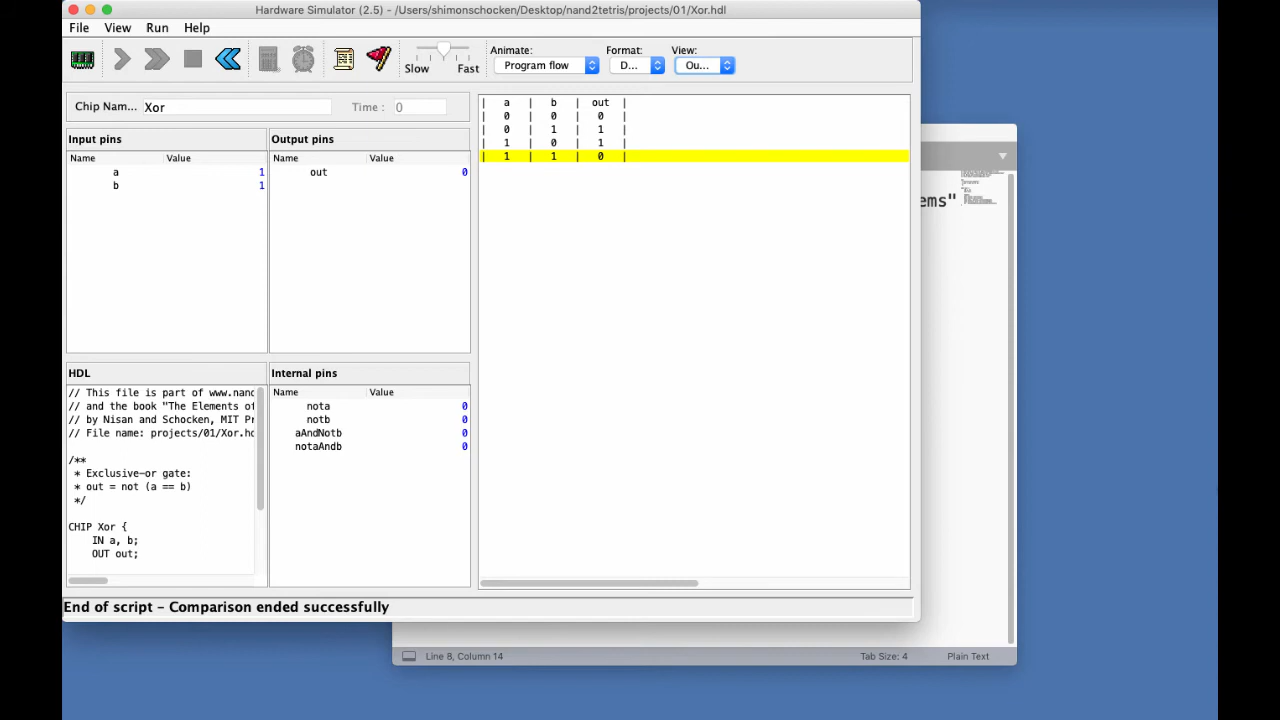 Hardware Simulator (2.5) - /Users/shimonschocken/Desktop/nand2tetris/projects/01/Xor.hdl
File View Run Help
Slow Fast
Animate: Format: View:
Program flow D... Ou...
Chip Nam... Xor Time : 0
Input pins
Name Value
a 1
b 1
Output pins
Name Value
out 0
| a | b | out |
| 0 | 0 | 0 |
| 0 | 1 | 1 |
| 1 | 0 | 1 |
| 1 | 1 | 0 |
HDL
// This file is part of www.nand
// and the book "The Elements of
// by Nisan and Schocken, MIT Pr
// File name: projects/01/Xor.hd
/**
* Exclusive-or gate:
* out = not (a == b)
*/
CHIP Xor {
IN a, b;
OUT out;
Internal pins
Name Value
nota 0
notb 0
aAndNotb 0
notaAndb 0
End of script - Comparison ended successfully
ems"
Line 8, Column 14 Tab Size: 4 Plain Text